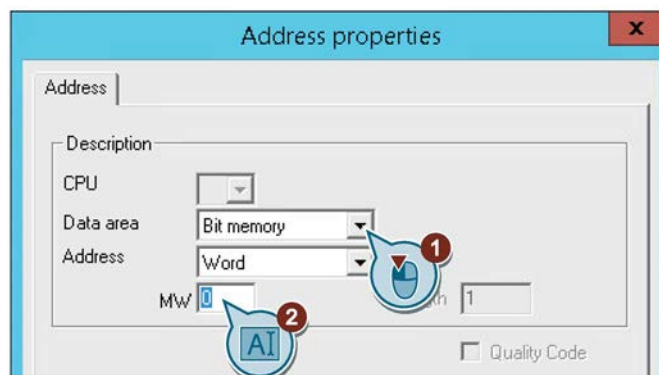 Address properties
x
Address
Description
CPU
Data area Bit memory
1
Address Word
MW 0 1
2
AI
Quality Code